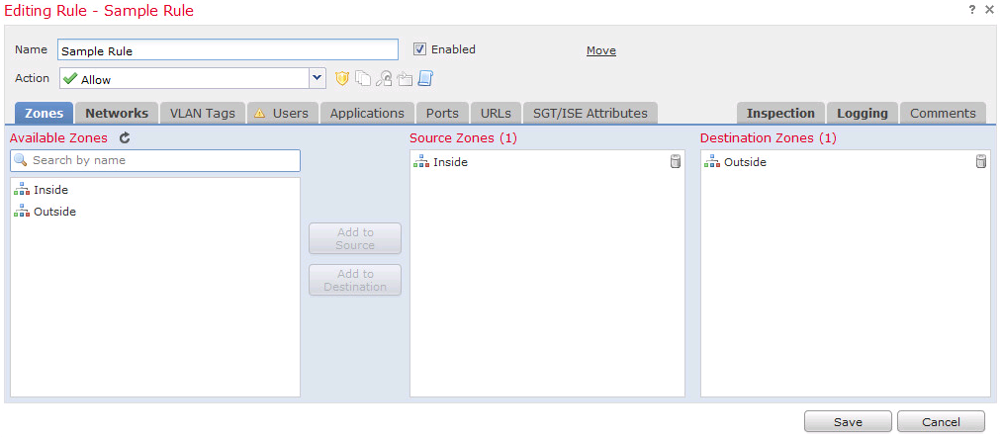 Editing Rule - Sample Rule
? ×
Name Sample Rule Enabled Move
Action Allow
Zones Networks VLAN Tags Users Applications Ports URLs SGT/ISE Attributes Inspection Logging Comments
Available Zones
Search by name
Inside
Outside
Add to
Source
Add to
Destination
Source Zones (1)
Inside
Destination Zones (1)
Outside
Save Cancel